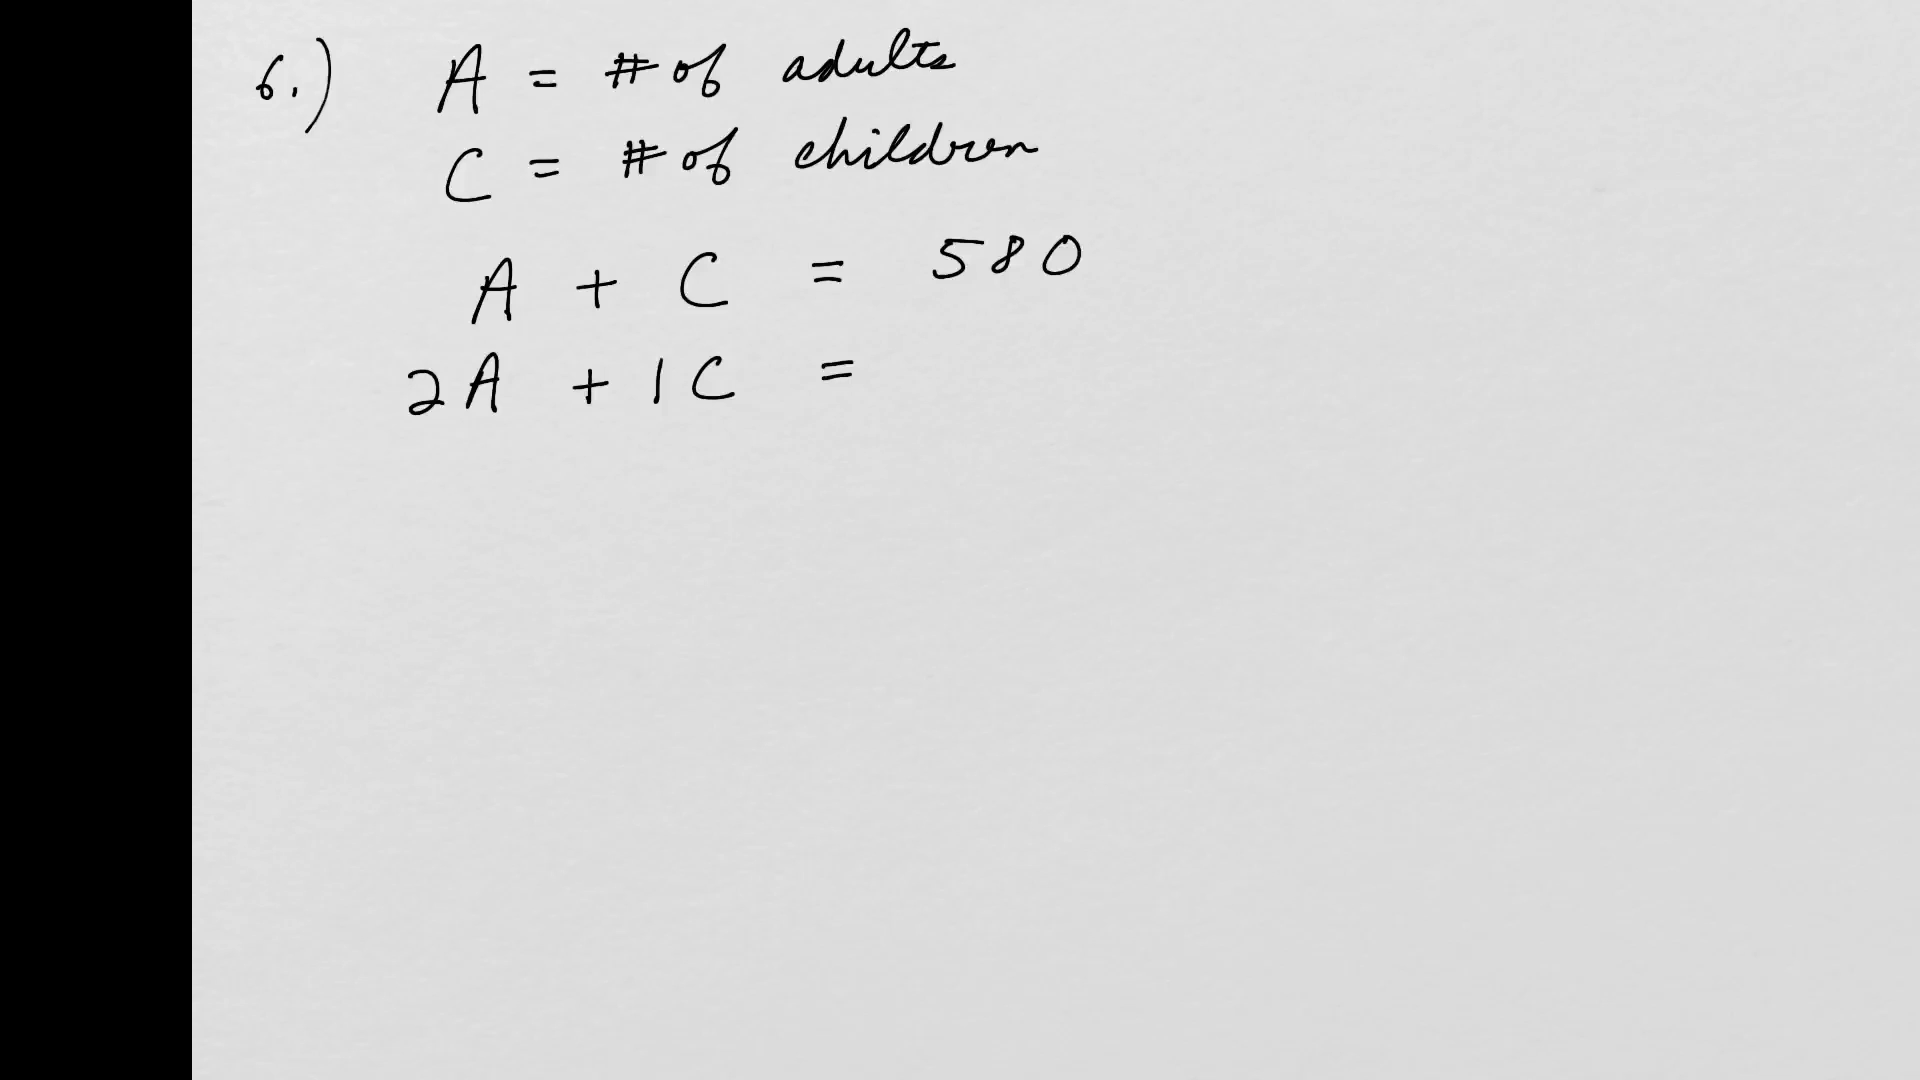 6.) A = # of adults
C = # of children
A + C = 580
2A + 1C =